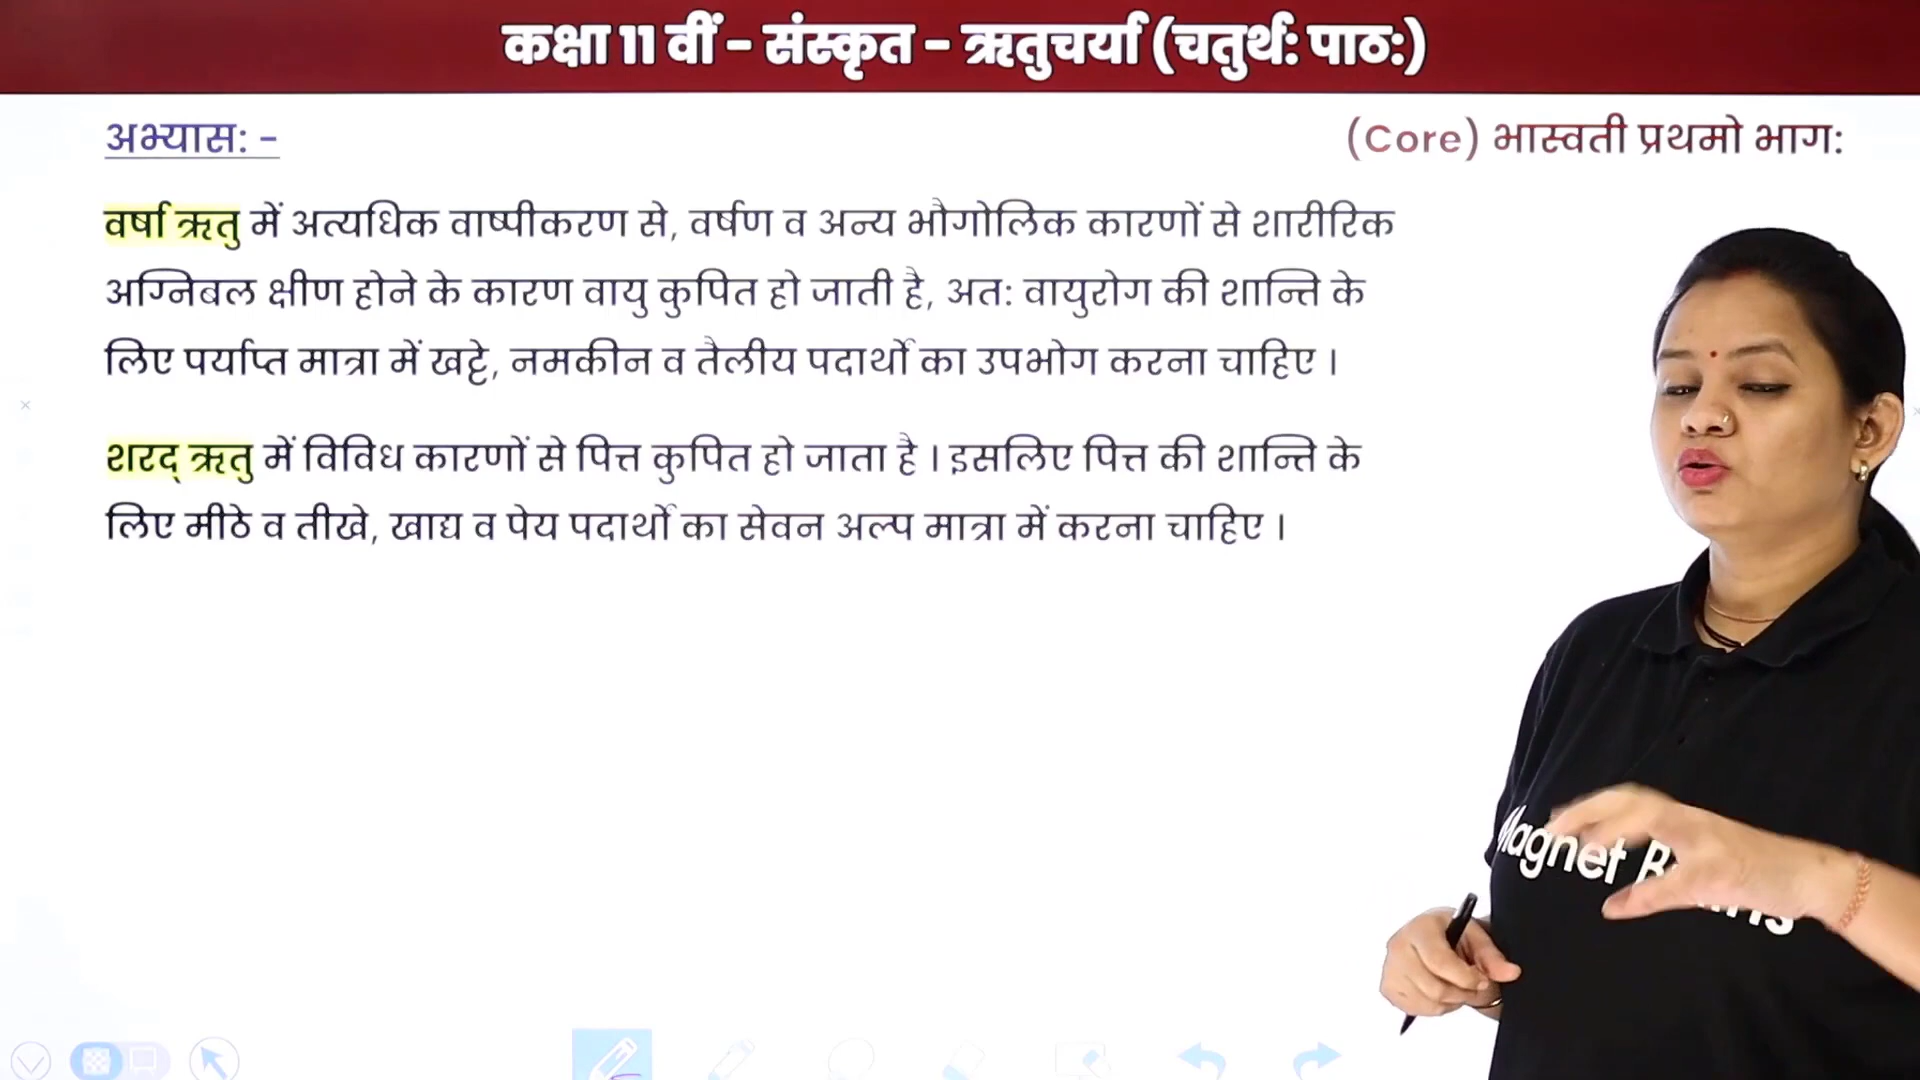 कक्षा 11 वीं - संस्कृत - ऋतुचर्या (चतुर्थ: पाठ:)
अभ्यास: -
(Core) भास्वती प्रथमो भाग:
वर्षा ऋतु में अत्यधिक वाष्पीकरण से, वर्षण व अन्य भौगोलिक कारणों से शारीरिक
अग्निबल क्षीण होने के कारण वायु कुपित हो जाती है, अत: वायुरोग की शान्ति के
लिए पर्याप्त मात्रा में खट्टे, नमकीन व तैलीय पदार्थों का उपभोग करना चाहिए ।
शरद् ऋतु में विविध कारणों से पित्त कुपित हो जाता है । इसलिए पित्त की शान्ति के
लिए मीठे व तीखे, खाद्य व पेय पदार्थों का सेवन अल्प मात्रा में करना चाहिए ।
Magnet